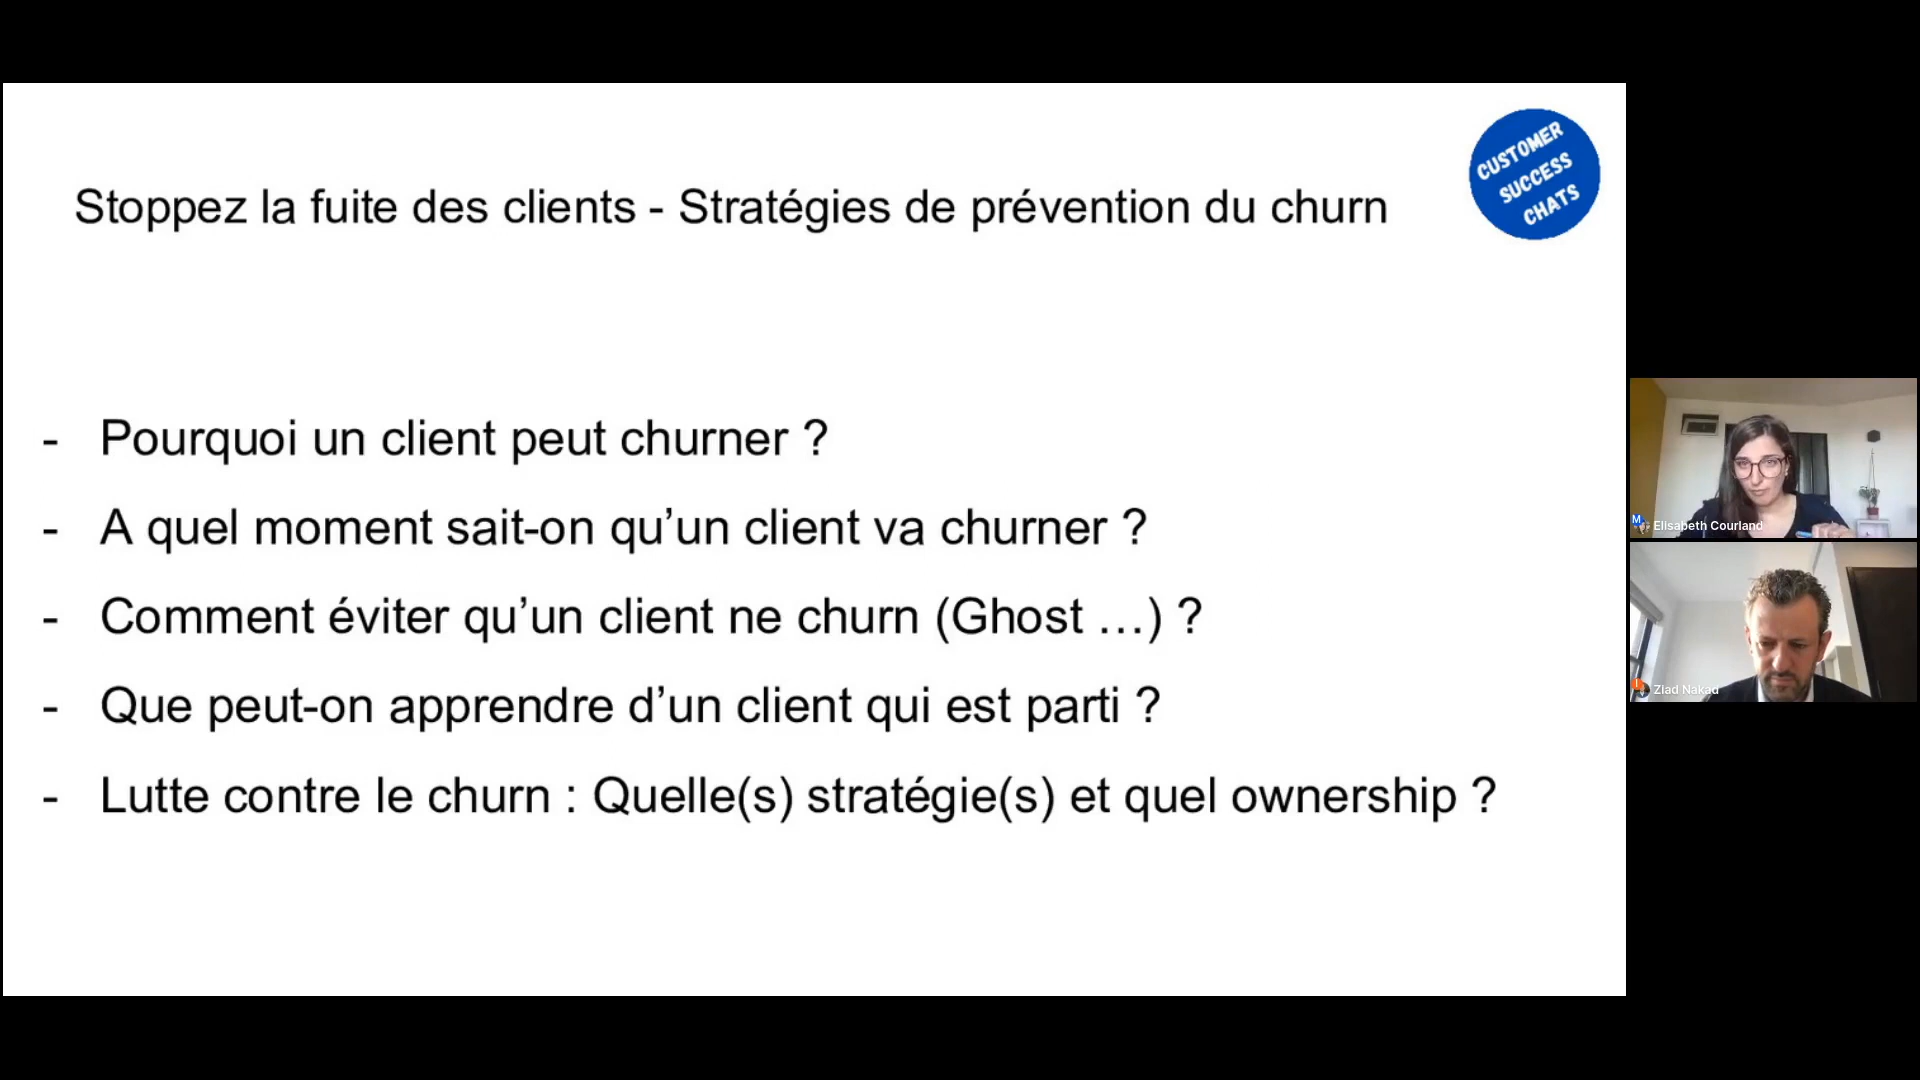 Stoppez la fuite des clients - Stratégies de prévention du churn
CUSTOMER
SUCCESS
CHATS
- Pourquoi un client peut churner ?
- A quel moment sait-on qu’un client va churner ?
- Comment éviter qu’un client ne churn (Ghost …) ?
- Que peut-on apprendre d’un client qui est parti ?
- Lutte contre le churn : Quelle(s) stratégie(s) et quel ownership ?
M
Elisabeth Courland
Ziad Nakad